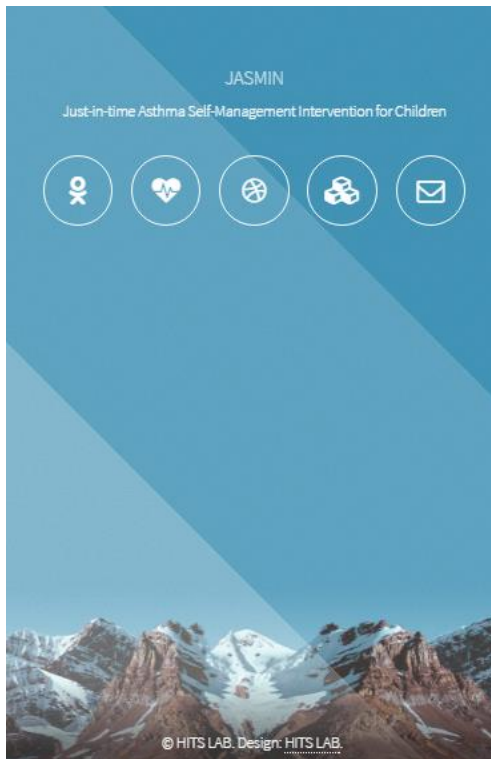 JASMIN
Just-in-time Asthma Self-Management Intervention for Children
© HITS LAB. Design: HITS LAB.